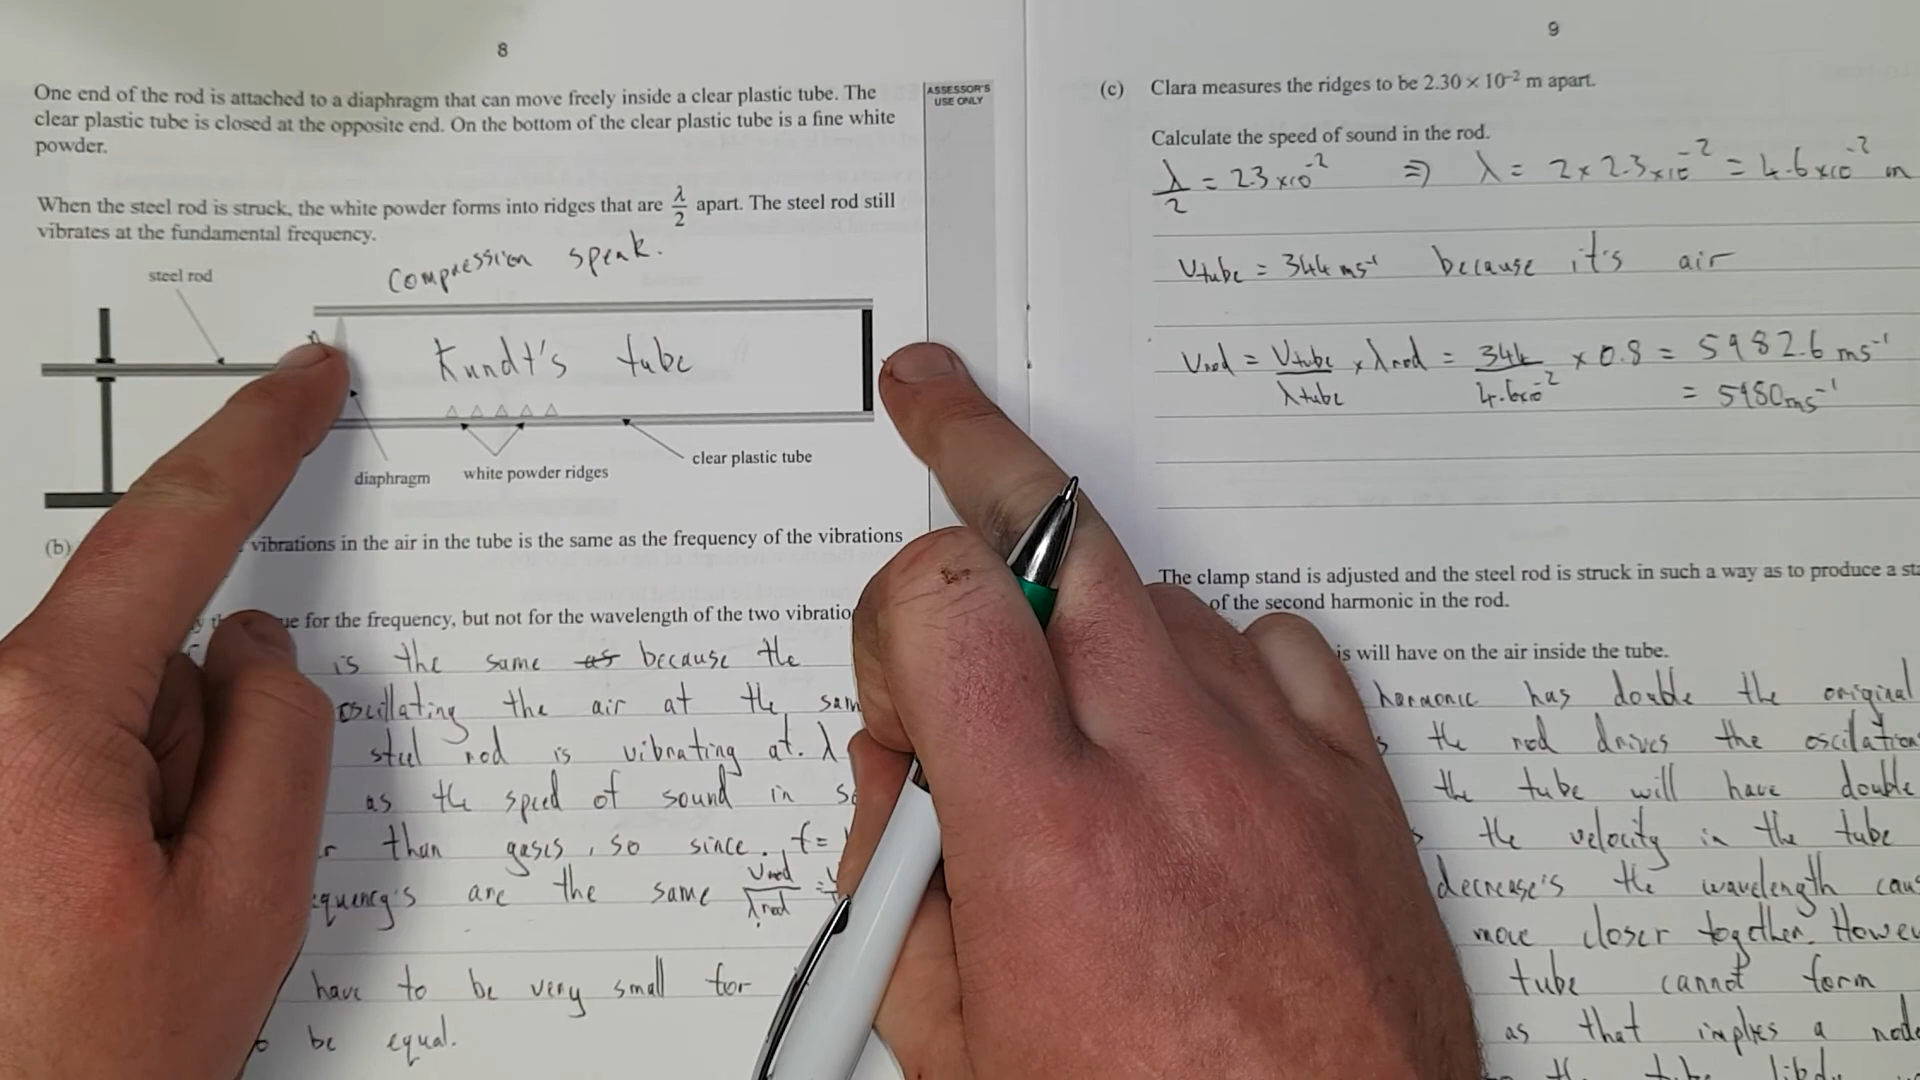 8
One end of the rod is attached to a diaphragm that can move freely inside a clear plastic tube. The
clear plastic tube is closed at the opposite end. On the bottom of the clear plastic tube is a fine white
powder.
When the steel rod is struck, the white powder forms into ridges that are λ/2 apart. The steel rod still
vibrates at the fundamental frequency.
compression speak.
steel rod
Kundt's tube
diaphragm
white powder ridges
clear plastic tube
ASSESSOR'S
USE ONLY
(b)
vibrations in the air in the tube is the same as the frequency of the vibrations
for the frequency, but not for the wavelength of the two
is the same as because the
oscillating the air at the
steel rod is vibrating at. λ
as the speed of sound in
than gases, so since. f=
are the same Vrod/λrod =
have to be very small for
be equal.
9
(c) Clara measures the ridges to be 2.30 × 10⁻² m apart.
Calculate the speed of sound in the rod.
λ/2 = 2.3×10⁻² ⇒ λ = 2×2.3×10⁻² = 4.6×10⁻² m
Vtube = 344 ms⁻¹ because it's air
Vrod = Vtube/λtube × λrod = 344/4.6×10⁻² × 0.8 = 5982.6 ms⁻¹
= 5980ms⁻¹
The clamp stand is adjusted and the steel rod is struck in such a way as to produce a
of the second harmonic in the rod.
is will have on the air inside the tube.
harmonic has double the original
the rod drives the
the tube will have double
the velocity in the tube
decrease's the wavelength
move closer together.
tube cannot form
as that implies a